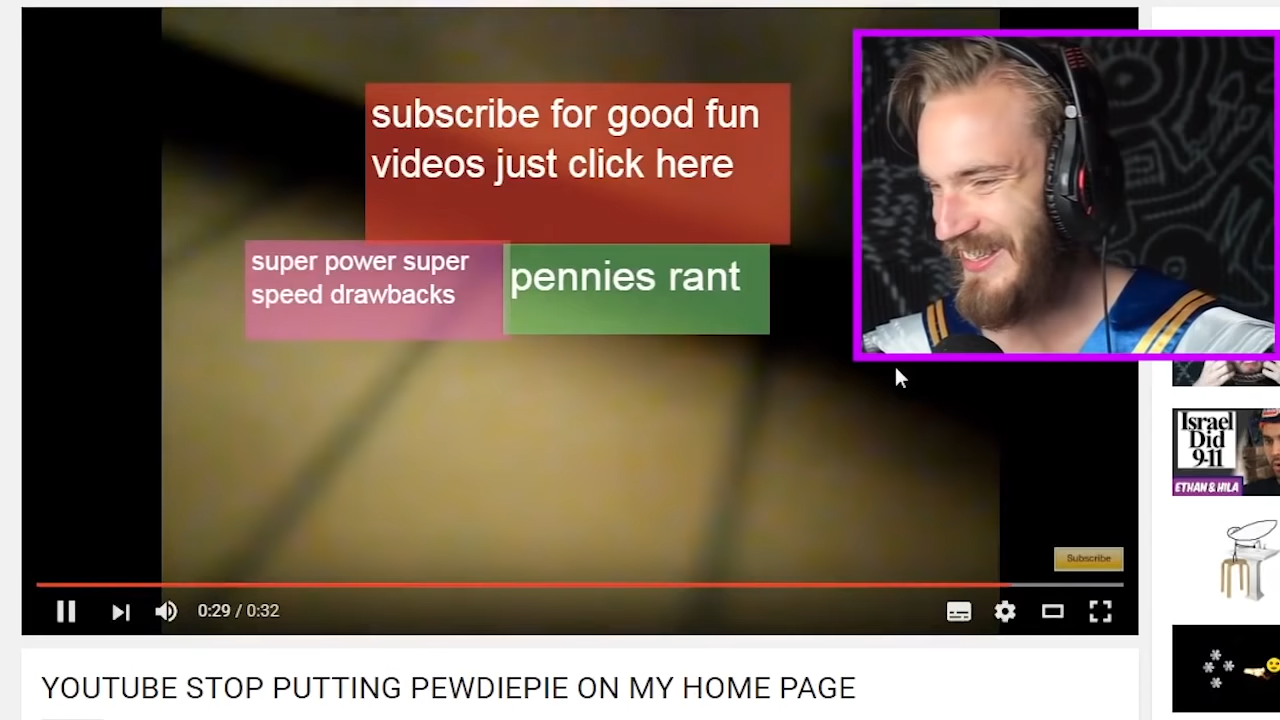 subscribe for good fun
videos just click here
super power super
speed drawbacks
pennies rant
Israel
Did
9-11
ETHAN & HILA
Subscribe
0:29 / 0:32
YOUTUBE STOP PUTTING PEWDIEPIE ON MY HOME PAGE